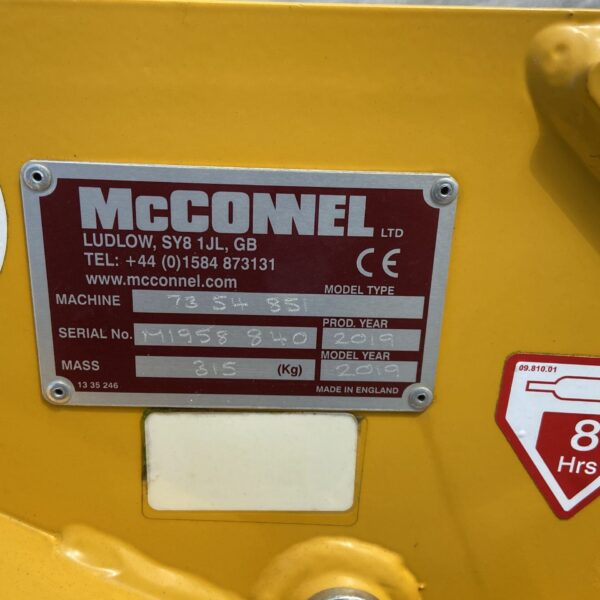 McCONNEL LTD
LUDLOW, SY8 1JL, GB
TEL: +44 (0)1584 873131
www.mcconnel.com
CE
MODEL TYPE
MACHINE 73 54 851
SERIAL No. M1958 840
PROD. YEAR
2019
MASS 315 (Kg)
MODEL YEAR
2019
13 35 246
MADE IN ENGLAND
09.810.01
8
Hrs